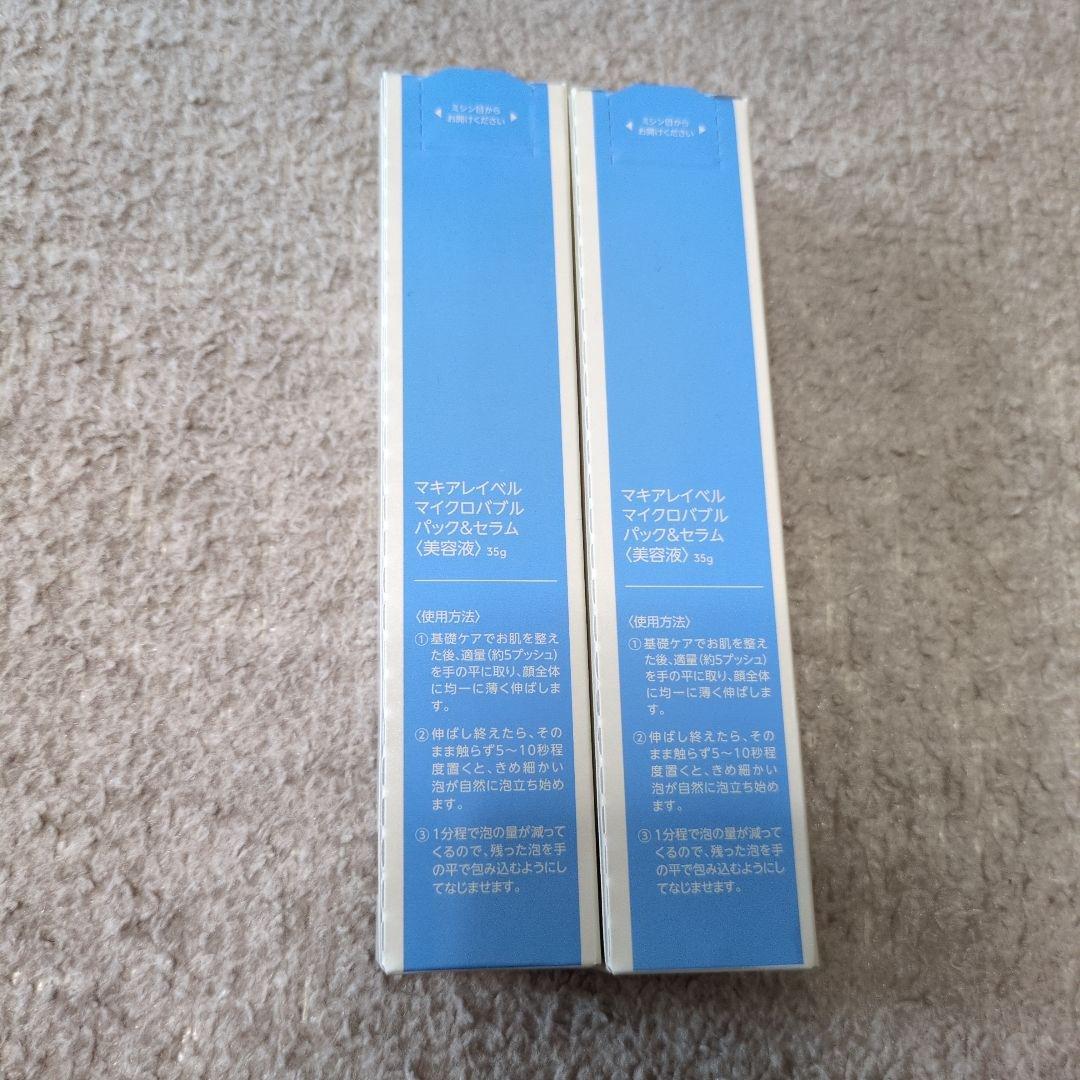 ミシン目から
お開けください
マキアレイベル
マイクロバブル
パック&セラム
〈美容液〉 35g
〈使用方法〉
①基礎ケアでお肌を整え
た後、適量(約5プッシュ)
を手の平に取り、顔全体
に均一に薄く伸ばしま
す。
②伸ばし終えたら、その
まま触らず5〜10秒程
度置くと、きめ細かい
泡が自然に泡立ち始め
ます。
③1分程で泡の量が減って
くるので、残った泡を手
の平で包み込むようにし
てなじませます。
ミシン目から
お開けください
マキアレイベル
マイクロバブル
パック&セラム
〈美容液〉 35g
〈使用方法〉
①基礎ケアでお肌を整え
た後、適量(約5プッシュ)
を手の平に取り、顔全体
に均一に薄く伸ばしま
す。
②伸ばし終えたら、その
まま触らず5〜10秒程
度置くと、きめ細かい
泡が自然に泡立ち始め
ます。
③1分程で泡の量が減って
くるので、残った泡を手
の平で包み込むようにし
てなじませます。